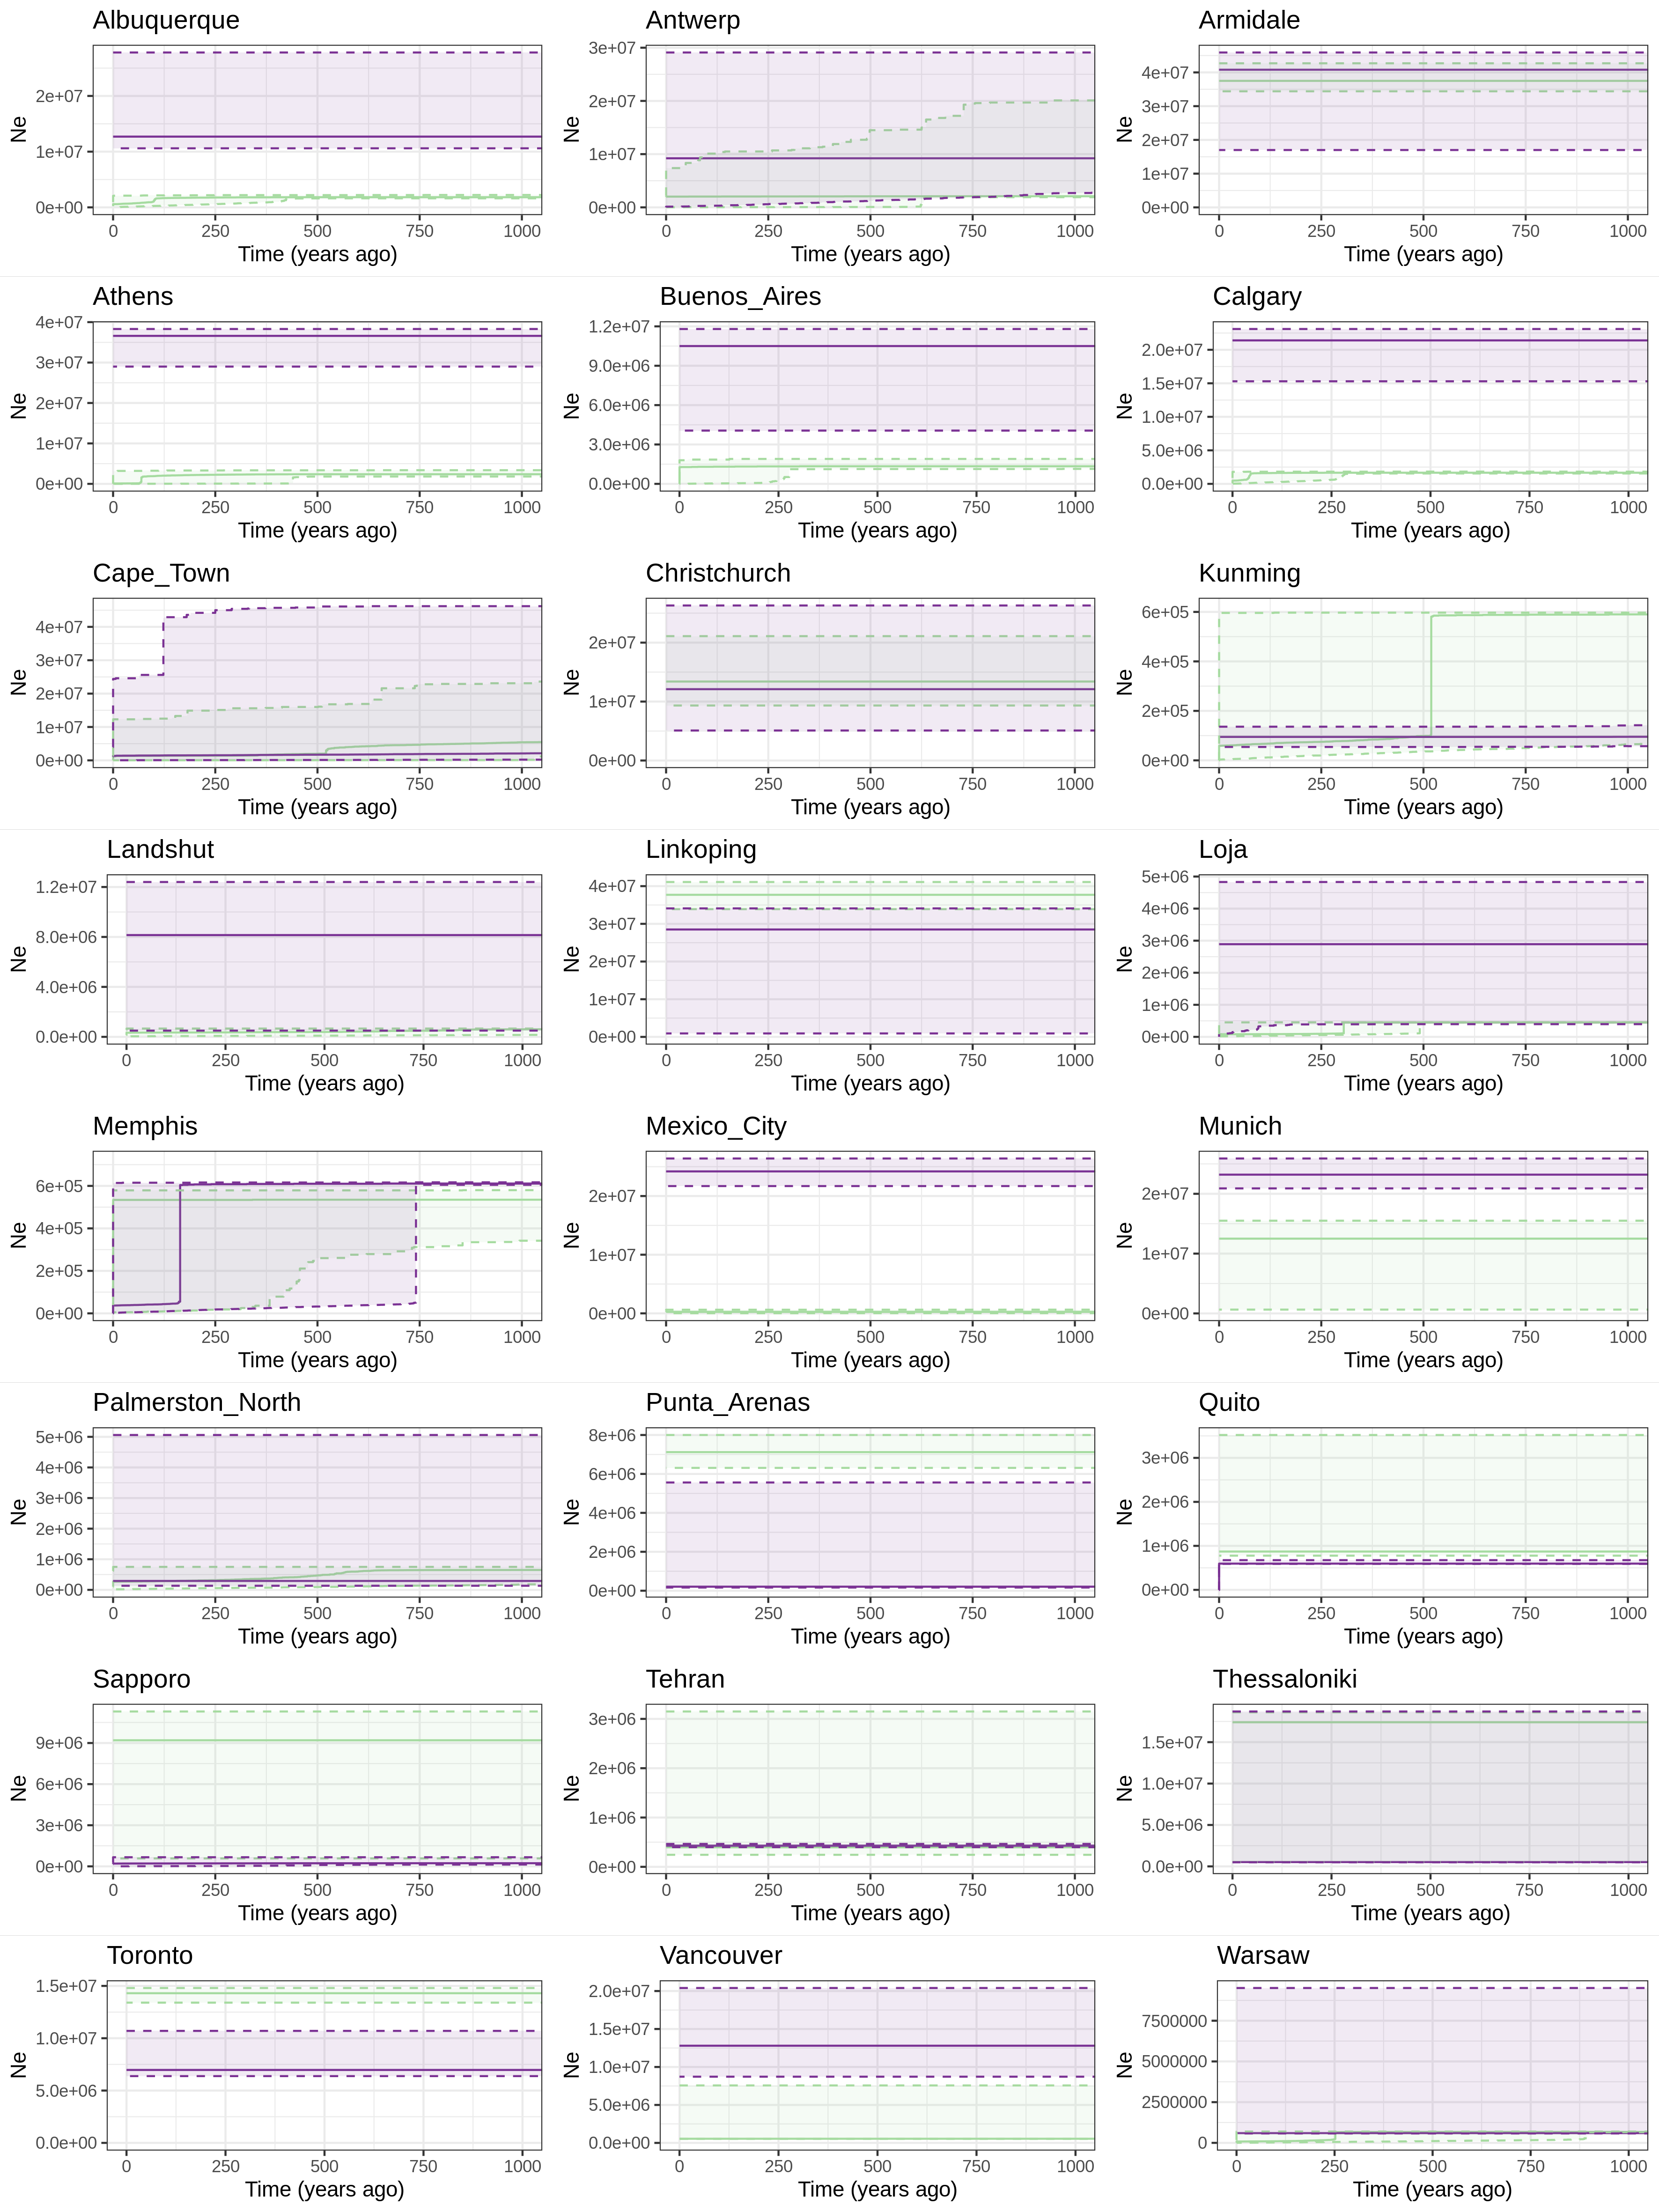 Albuquerque Antwerp Armidale
Ne 2e+07 1e+07 0e+00 Ne 3e+07 2e+07 1e+07 0e+00 Ne 4e+07 3e+07 2e+07 1e+07 0e+00
0 250 500 750 1000 0 250 500 750 1000 0 250 500 750 1000
Time (years ago) Time (years ago) Time (years ago)
Athens Buenos_Aires Calgary
Ne 4e+07 3e+07 2e+07 1e+07 0e+00 Ne 1.2e+07 9.0e+06 6.0e+06 3.0e+06 0.0e+00 Ne 2.0e+07 1.5e+07 1.0e+07 5.0e+06 0.0e+00
0 250 500 750 1000 0 250 500 750 1000 0 250 500 750 1000
Time (years ago) Time (years ago) Time (years ago)
Cape_Town Christchurch Kunming
Ne 4e+07 3e+07 2e+07 1e+07 0e+00 Ne 2e+07 1e+07 0e+00 Ne 6e+05 4e+05 2e+05 0e+00
0 250 500 750 1000 0 250 500 750 1000 0 250 500 750 1000
Time (years ago) Time (years ago) Time (years ago)
Landshut Linkoping Loja
Ne 1.2e+07 8.0e+06 4.0e+06 0.0e+00 Ne 4e+07 3e+07 2e+07 1e+07 0e+00 Ne 5e+06 4e+06 3e+06 2e+06 1e+06 0e+00
0 250 500 750 1000 0 250 500 750 1000 0 250 500 750 1000
Time (years ago) Time (years ago) Time (years ago)
Memphis Mexico_City Munich
Ne 6e+05 4e+05 2e+05 0e+00 Ne 2e+07 1e+07 0e+00 Ne 2e+07 1e+07 0e+00
0 250 500 750 1000 0 250 500 750 1000 0 250 500 750 1000
Time (years ago) Time (years ago) Time (years ago)
Palmerston_North Punta_Arenas Quito
Ne 5e+06 4e+06 3e+06 2e+06 1e+06 0e+00 Ne 8e+06 6e+06 4e+06 2e+06 0e+00 Ne 3e+06 2e+06 1e+06 0e+00
0 250 500 750 1000 0 250 500 750 1000 0 250 500 750 1000
Time (years ago) Time (years ago) Time (years ago)
Sapporo Tehran Thessaloniki
Ne 9e+06 6e+06 3e+06 0e+00 Ne 3e+06 2e+06 1e+06 0e+00 Ne 1.5e+07 1.0e+07 5.0e+06 0.0e+00
0 250 500 750 1000 0 250 500 750 1000 0 250 500 750 1000
Time (years ago) Time (years ago) Time (years ago)
Toronto Vancouver Warsaw
Ne 1.5e+07 1.0e+07 5.0e+06 0.0e+00 Ne 2.0e+07 1.5e+07 1.0e+07 5.0e+06 0.0e+00 Ne 7500000 5000000 2500000 0
0 250 500 750 1000 0 250 500 750 1000 0 250 500 750 1000
Time (years ago) Time (years ago) Time (years ago)